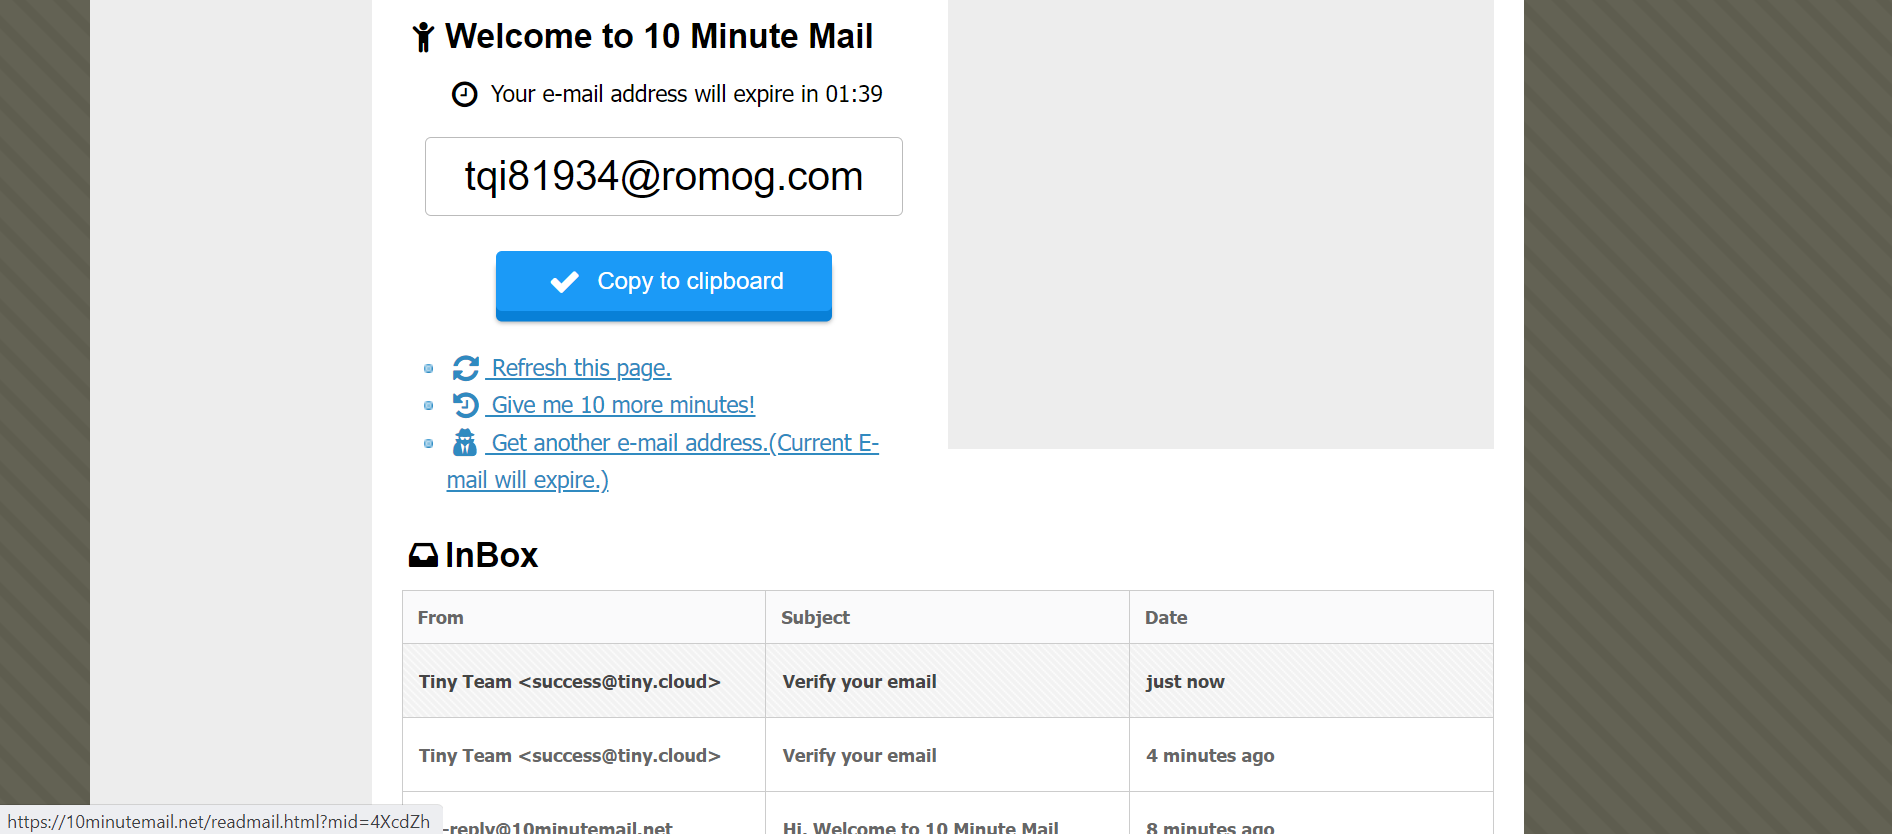 Welcome to 10 Minute Mail
Your e-mail address will expire in 01:39
tqi81934@romog.com
Copy to clipboard
Refresh this page.
Give me 10 more minutes!
Get another e-mail address.(Current E-
mail will expire.)
InBox
From Subject Date
Tiny Team <success@tiny.cloud> Verify your email just now
Tiny Team <success@tiny.cloud> Verify your email 4 minutes ago
-reply@10minutemail.net Hi, Welcome to 10 Minute Mail 8 minutes ago
https://10minutemail.net/readmail.html?mid=4XcdZh